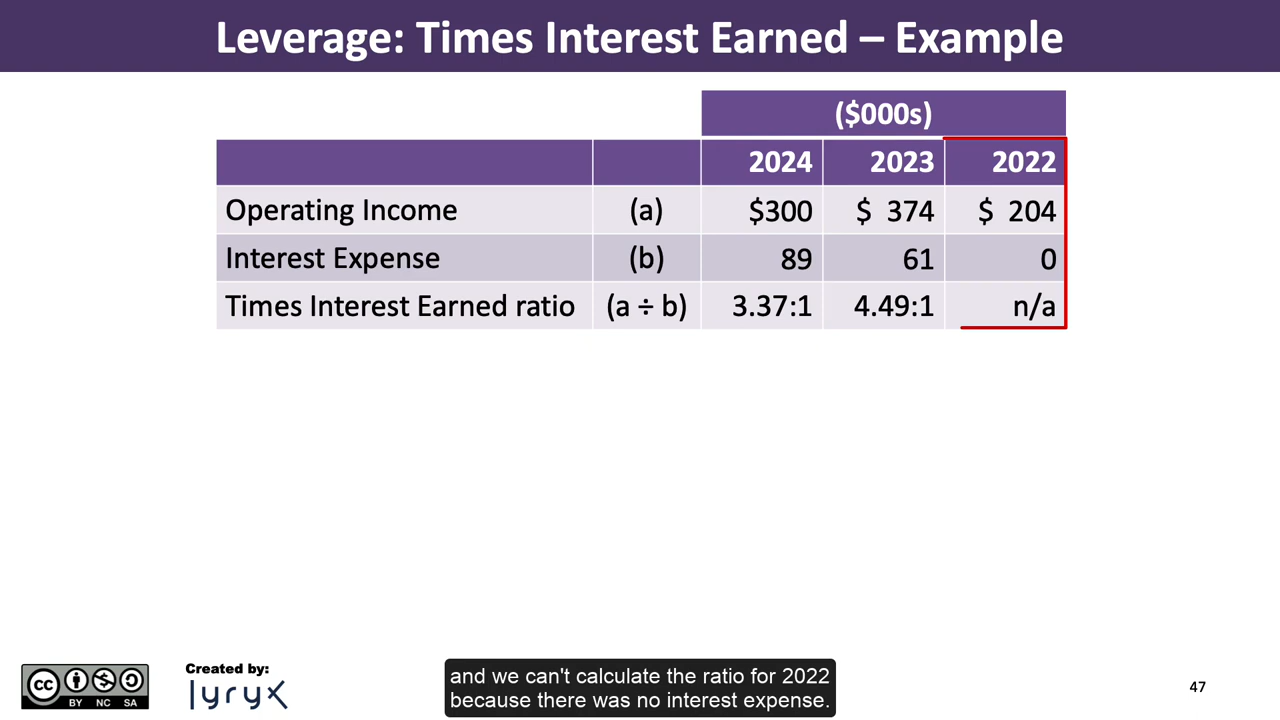 Leverage: Times Interest Earned – Example
($000s)
2024 2023 2022
Operating Income (a) $300 $ 374 $ 204
Interest Expense (b) 89 61 0
Times Interest Earned ratio (a ÷ b) 3.37:1 4.49:1 n/a
cc BY NC SA
Created by:
lyryx
and we can't calculate the ratio for 2022
because there was no interest expense.
47